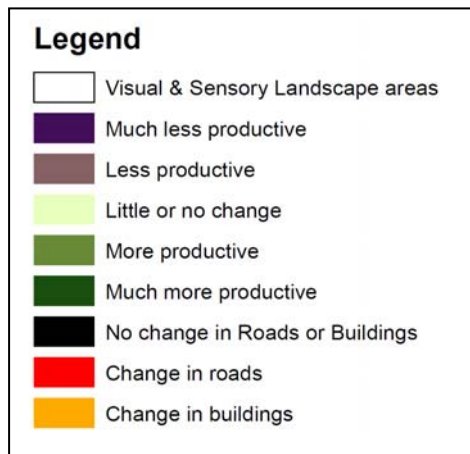 Legend
Visual & Sensory Landscape areas
Much less productive
Less productive
Little or no change
More productive
Much more productive
No change in Roads or Buildings
Change in roads
Change in buildings